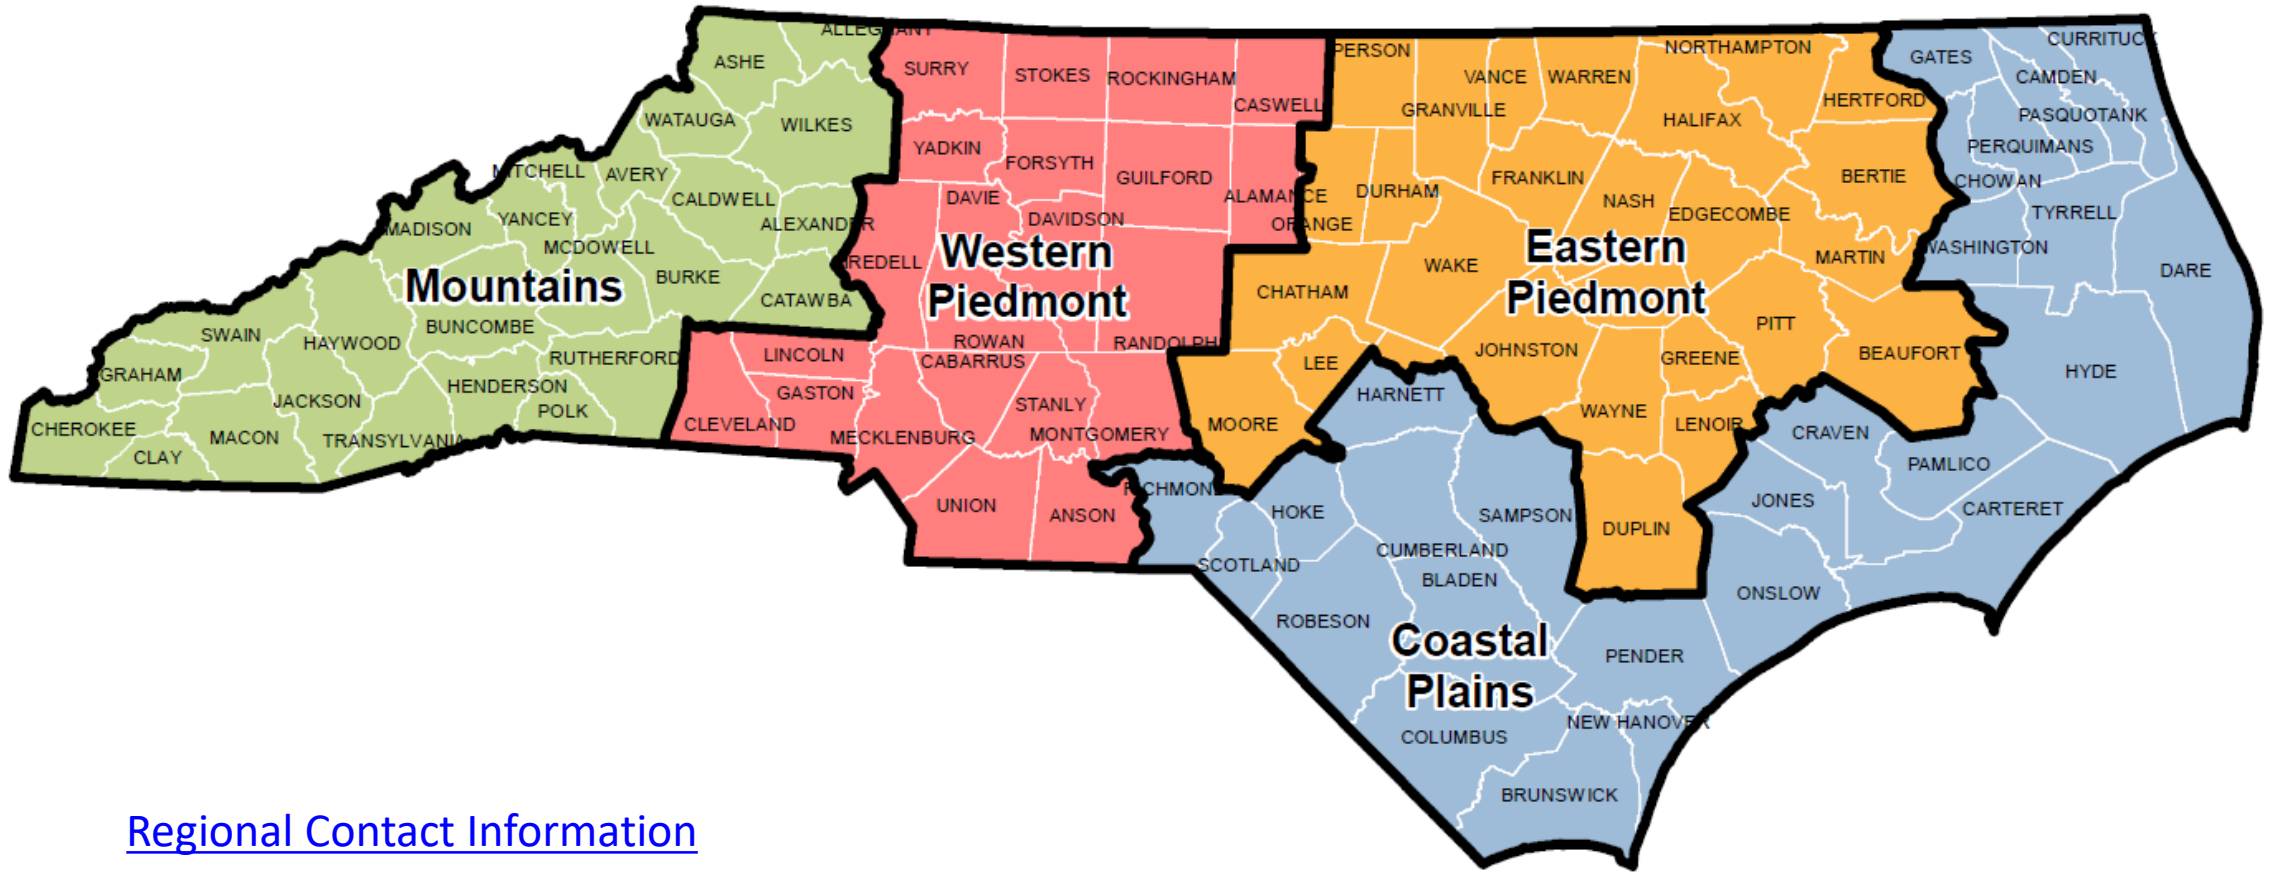 ALLEGHANY
ASHE
WATAUGA
WILKES
MITCHELL
AVERY
CALDWELL
ALEXANDER
MADISON
YANCEY
MCDOWELL
BURKE
CATAWBA
Mountains
BUNCOMBE
SWAIN
HAYWOOD
RUTHERFORD
GRAHAM
HENDERSON
JACKSON
POLK
CHEROKEE
MACON
TRANSYLVANIA
CLAY
SURRY
STOKES
ROCKINGHAM
CASWELL
YADKIN
FORSYTH
GUILFORD
ALAMANCE
DAVIE
DAVIDSON
IREDELL
Western
Piedmont
ROWAN
RANDOLPH
LINCOLN
CABARRUS
GASTON
STANLY
CLEVELAND
MECKLENBURG
MONTGOMERY
UNION
ANSON
PERSON
NORTHAMPTON
VANCE
WARREN
GRANVILLE
HERTFORD
HALIFAX
DURHAM
FRANKLIN
BERTIE
NASH
EDGECOMBE
ORANGE
WAKE
Eastern
Piedmont
MARTIN
CHATHAM
PITT
JOHNSTON
GREENE
BEAUFORT
LEE
MOORE
WAYNE
LENOIR
DUPLIN
CURRITUCK
GATES
CAMDEN
PASQUOTANK
PERQUIMANS
CHOWAN
TYRRELL
WASHINGTON
DARE
HYDE
HARNETT
CRAVEN
PAMLICO
RICHMOND
HOKE
SAMPSON
JONES
CARTERET
SCOTLAND
CUMBERLAND
BLADEN
ONSLOW
ROBESON
Coastal
Plains
PENDER
NEW HANOVER
COLUMBUS
BRUNSWICK
Regional Contact Information